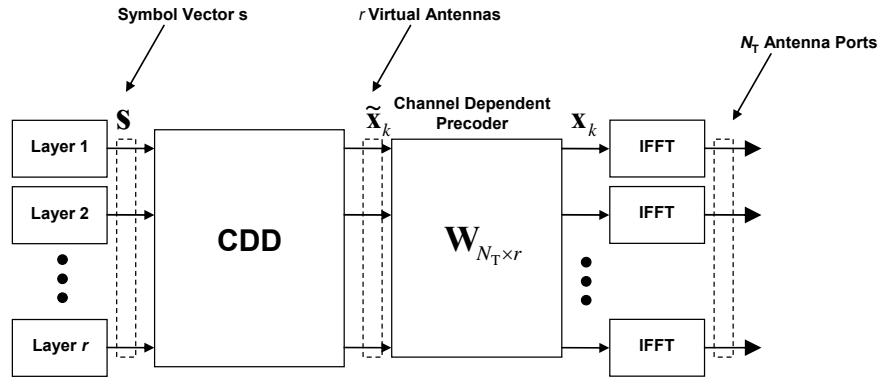 Symbol Vector s
r Virtual Antennas
N_T Antenna Ports
s
x̃_k
Channel Dependent
Precoder
x_k
Layer 1
IFFT
Layer 2
IFFT
CDD
W_{N_T×r}
Layer r
IFFT